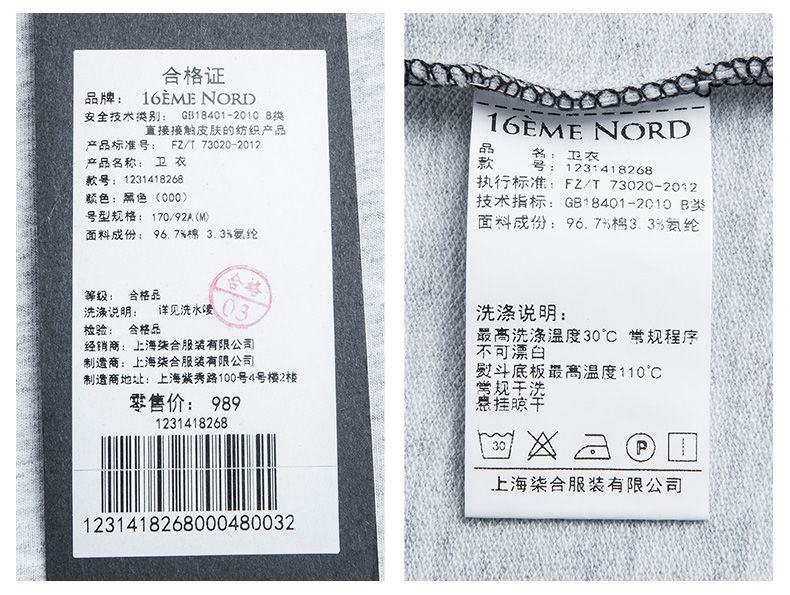 合格证
品牌: 16ÈME NORD
安全技术类别: GB18401-2010 B类
直接接触皮肤的纺织产品
产品标准号: FZ/T 73020-2012
产品名称: 卫 衣
款号: 1231418268
颜色: 黑色 (000)
号型规格: 170/92A(M)
面料成份: 96.7%棉 3.3%氨纶
合格
03
等级: 合格品
洗涤说明: 详见洗水唛
检验: 合格品
经销商: 上海柒合服装有限公司
制造商: 上海柒合服装有限公司
制造商地址: 上海紫秀路100号4号楼2楼
零售价: 989
1231418268
1231418268000480032
16ÈME NORD
品 名: 卫衣
款 号: 1231418268
执行标准: FZ/T 73020-2012
技术指标: GB18401-2010 B类
面料成份: 96.7%棉 3.3%氨纶
洗涤说明:
最高洗涤温度30℃ 常规程序
不可漂白
熨斗底板最高温度110℃
常规干洗
悬挂晾干
30
P
上海柒合服装有限公司